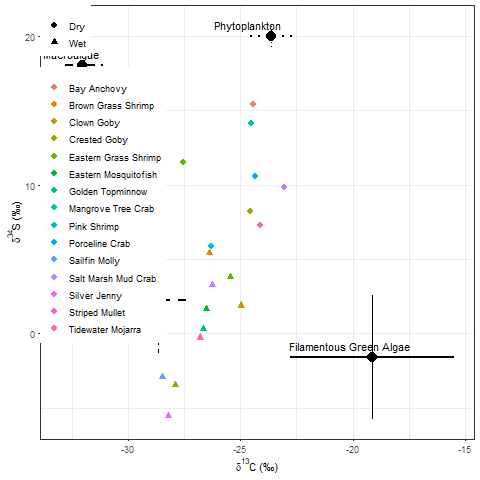 Phytoplankton
Dry
Wet
Macroalgae
Bay Anchovy
Brown Grass Shrimp
Clown Goby
Crested Goby
Eastern Grass Shrimp
Eastern Mosquitofish
Golden Topminnow
Mangrove Tree Crab
Pink Shrimp
Porceline Crab
Sailfin Molly
Salt Marsh Mud Crab
Silver Jenny
Striped Mullet
Tidewater Mojarra
Filamentous Green Algae
20
10
0
δ³⁴S (‰)
-30
-25
-20
-15
δ¹³C (‰)